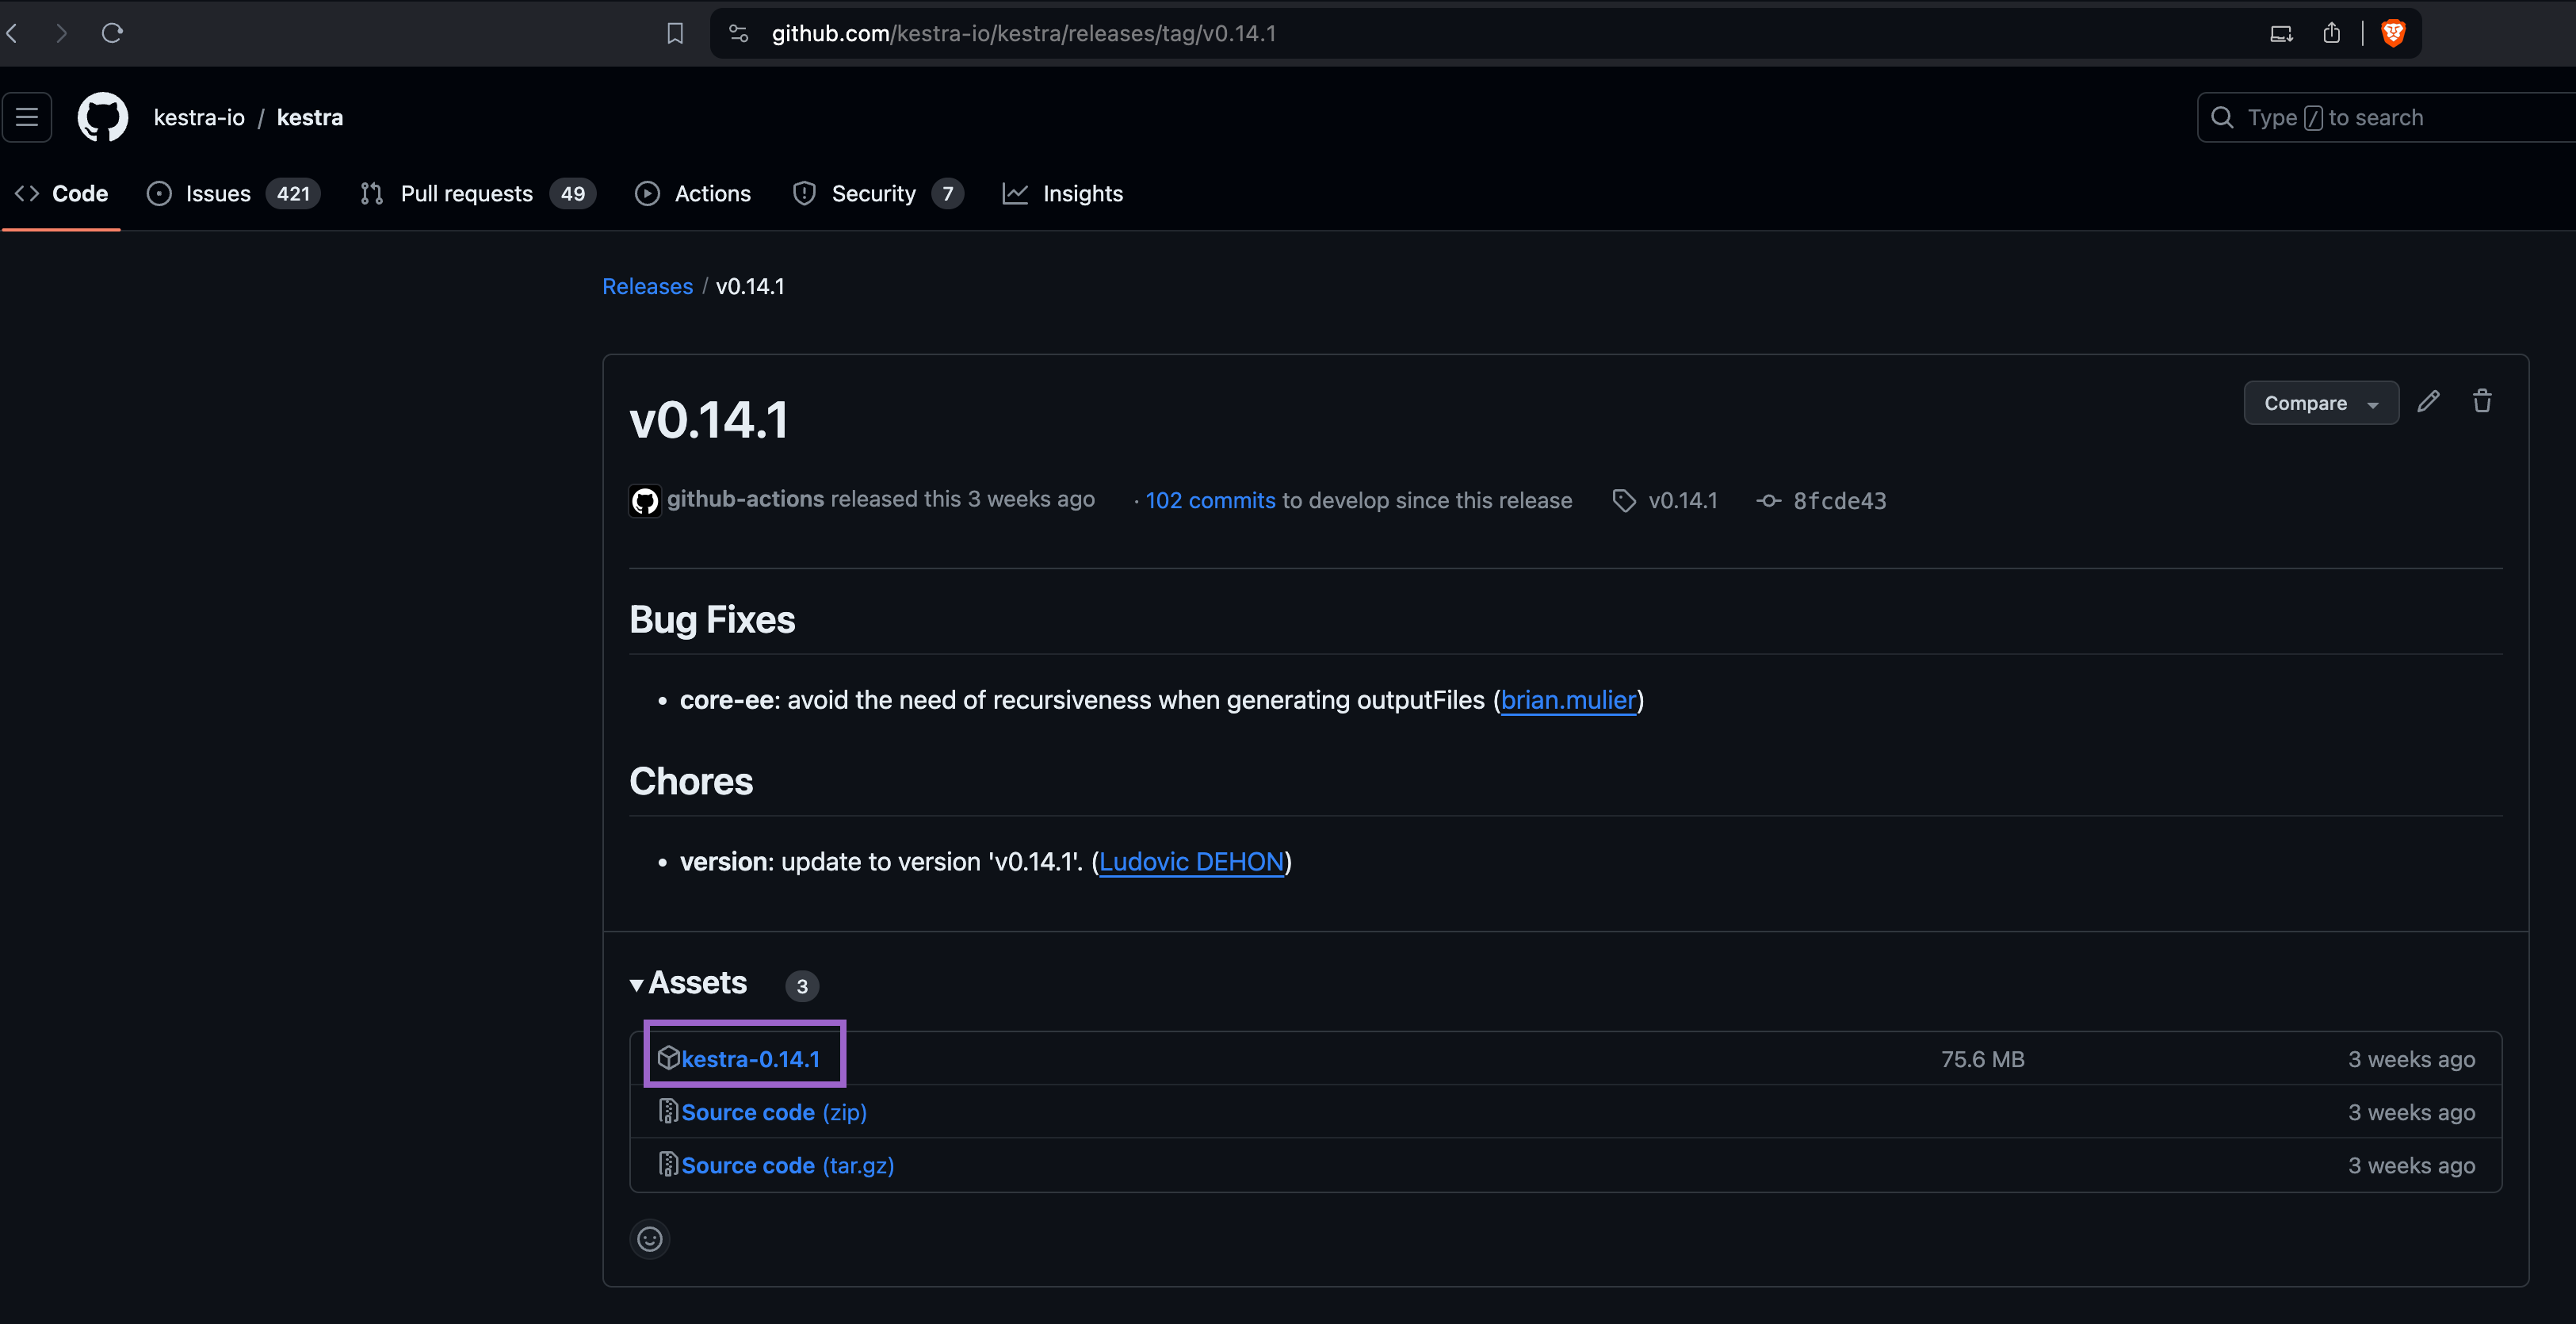 github.com/kestra-io/kestra/releases/tag/v0.14.1
kestra-io / kestra
Type / to search
Code Issues 421 Pull requests 49 Actions Security 7 Insights
Releases / v0.14.1
v0.14.1
Compare
github-actions released this 3 weeks ago · 102 commits to develop since this release v0.14.1 8fcde43
Bug Fixes
• core-ee: avoid the need of recursiveness when generating outputFiles (brian.mulier)
Chores
• version: update to version 'v0.14.1'. (Ludovic DEHON)
Assets 3
kestra-0.14.1 75.6 MB 3 weeks ago
Source code (zip) 3 weeks ago
Source code (tar.gz) 3 weeks ago